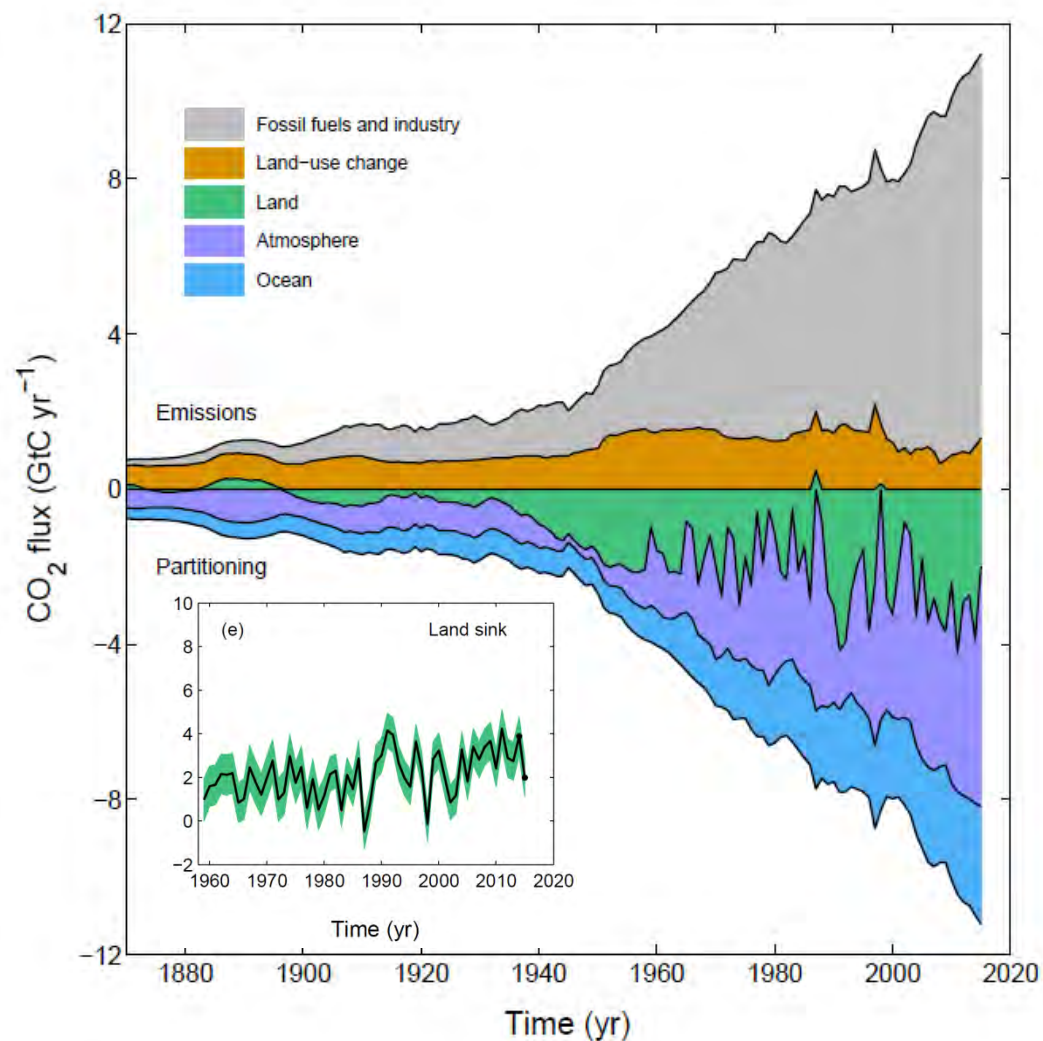 12
8
4
0
−4
−8
−12
CO2 flux (GtC yr−1)
Fossil fuels and industry
Land−use change
Land
Atmosphere
Ocean
Emissions
Partitioning
(e)
Land sink
10
8
6
4
2
0
−2
1960 1970 1980 1990 2000 2010 2020
Time (yr)
1880 1900 1920 1940 1960 1980 2000 2020
Time (yr)